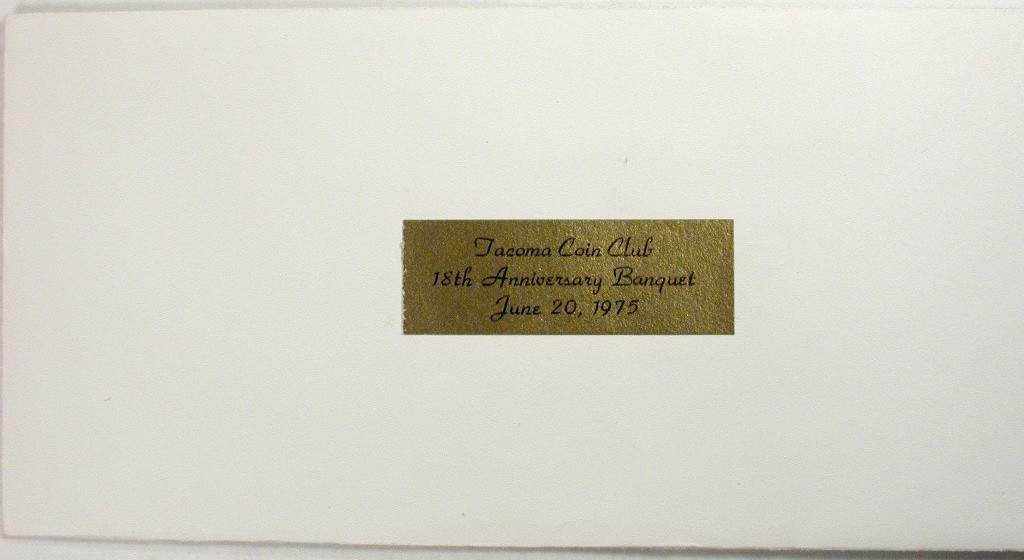 Tacoma Coin Club
18th Anniversary Banquet
June 20, 1975